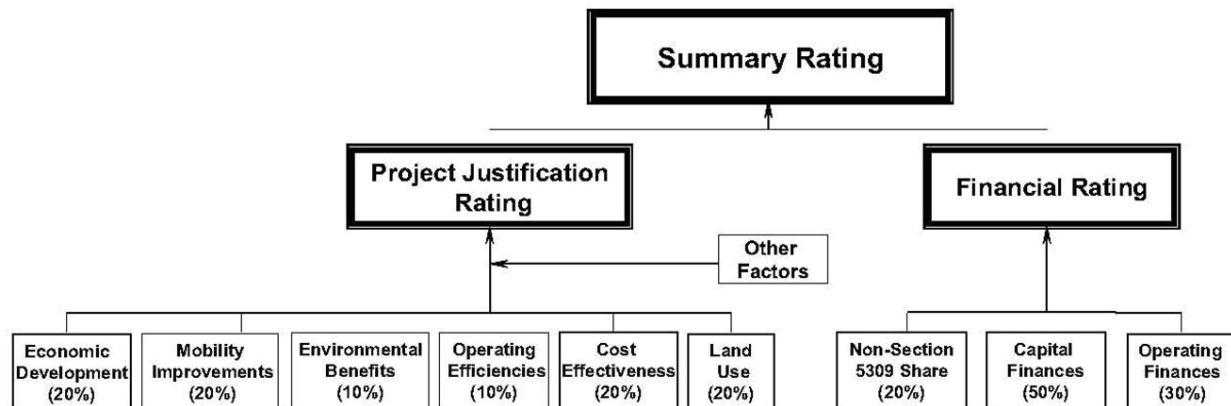 Summary Rating
Project Justification
Rating
Financial Rating
Other
Factors
Economic
Development
(20%)
Mobility
Improvements
(20%)
Environmental
Benefits
(10%)
Operating
Efficiencies
(10%)
Cost
Effectiveness
(20%)
Land
Use
(20%)
Non-Section
5309 Share
(20%)
Capital
Finances
(50%)
Operating
Finances
(30%)